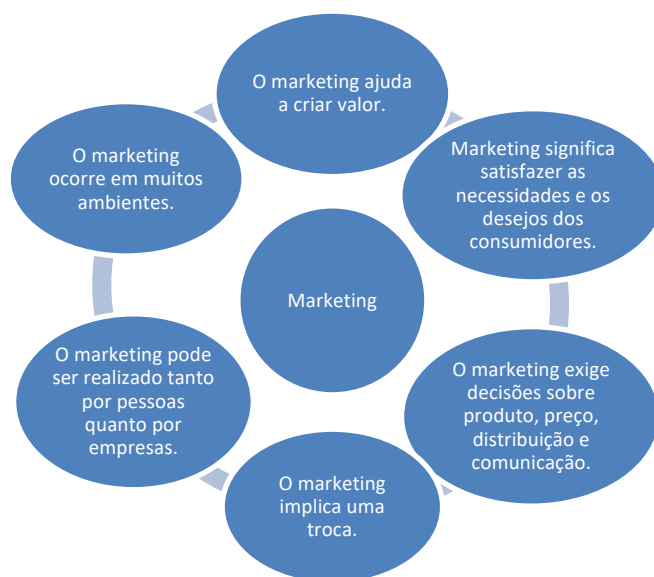 O marketing ajuda
a criar valor.
Marketing significa
satisfazer as
necessidades e os
desejos dos
consumidores.
O marketing exige
decisões sobre
produto, preço,
distribuição e
comunicação.
O marketing
implica uma
troca.
O marketing pode
ser realizado tanto
por pessoas
quanto por
empresas.
O marketing
ocorre em muitos
ambientes.
Marketing